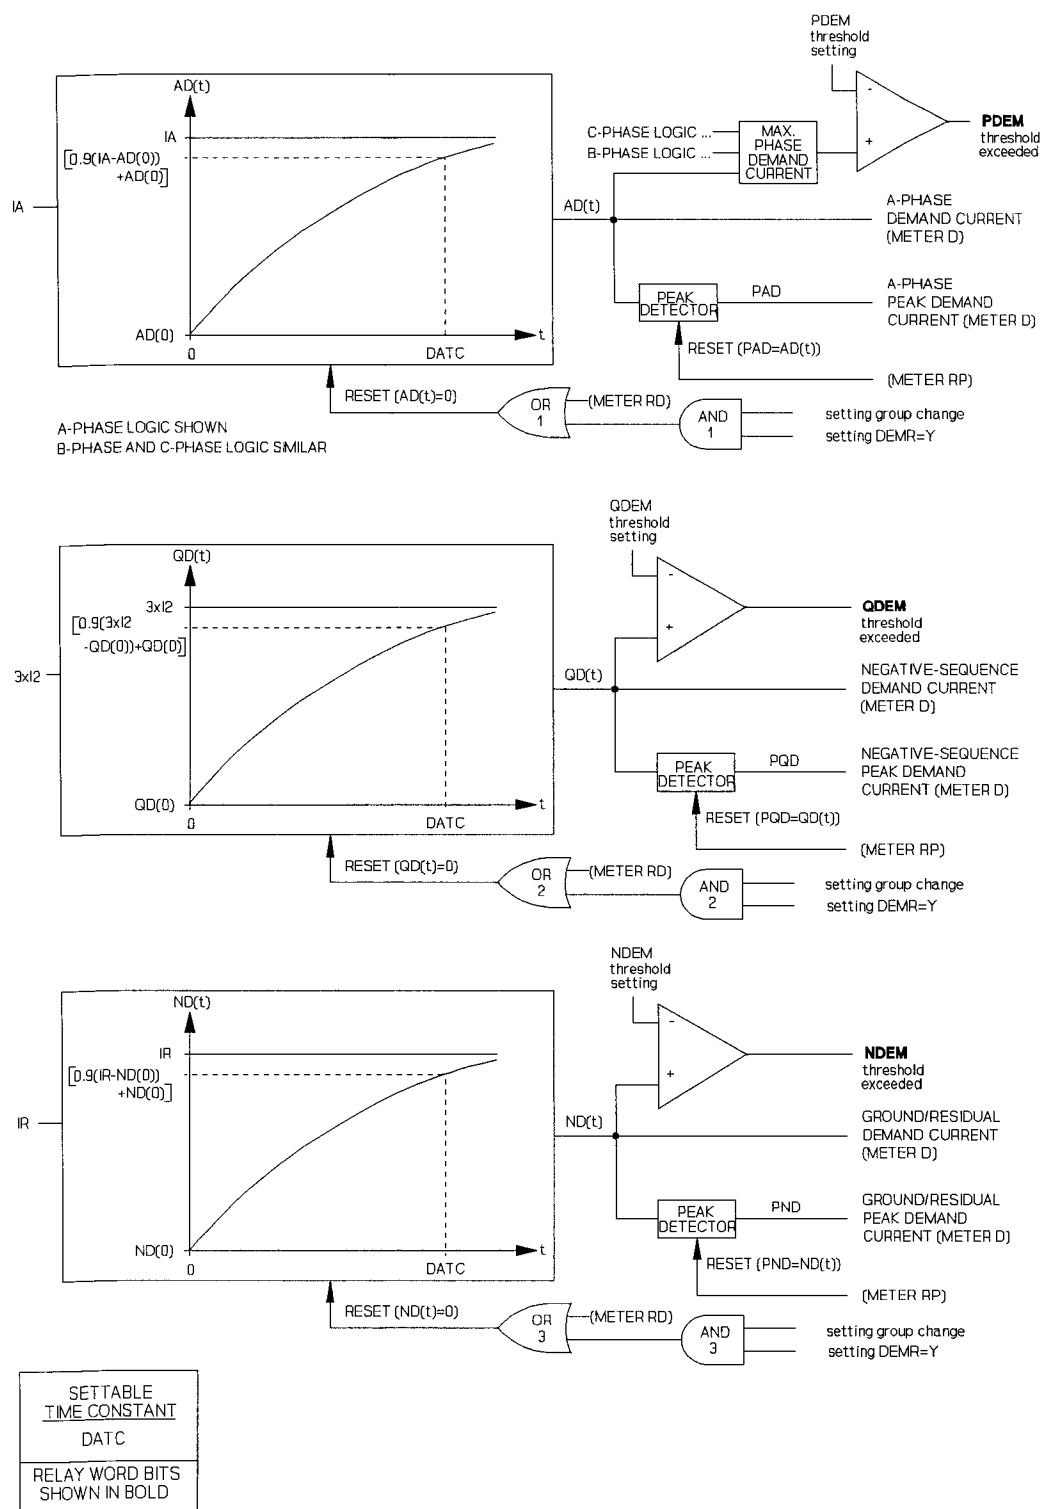 PDEM
threshold
setting
AD(t)
IA
[0.9(IA-AD(0))
+AD(0)]
C-PHASE LOGIC ...
B-PHASE LOGIC ...
MAX.
PHASE
DEMAND
CURRENT
PDEM
threshold
exceeded
IA
AD(t)
A-PHASE
DEMAND CURRENT
(METER D)
PEAK
DETECTOR
PAD
A-PHASE
PEAK DEMAND
CURRENT (METER D)
AD(0)
0
DATC
t
RESET (PAD=AD(t))
(METER RP)
RESET (AD(t)=0)
OR
1
(METER RD)
AND
1
setting group change
setting DEMR=Y
A-PHASE LOGIC SHOWN
B-PHASE AND C-PHASE LOGIC SIMILAR
QDEM
threshold
setting
QD(t)
3xI2
[0.9(3xI2
-QD(0))+QD(0)]
QDEM
threshold
exceeded
3xI2
QD(t)
NEGATIVE-SEQUENCE
DEMAND CURRENT
(METER D)
PEAK
DETECTOR
PQD
NEGATIVE-SEQUENCE
PEAK DEMAND
CURRENT (METER D)
QD(0)
0
DATC
t
RESET (PQD=QD(t))
(METER RP)
RESET (QD(t)=0)
OR
2
(METER RD)
AND
2
setting group change
setting DEMR=Y
NDEM
threshold
setting
ND(t)
IR
[0.9(IR-ND(0))
+ND(0)]
NDEM
threshold
exceeded
IR
ND(t)
GROUND/RESIDUAL
DEMAND CURRENT
(METER D)
PEAK
DETECTOR
PND
GROUND/RESIDUAL
PEAK DEMAND
CURRENT (METER D)
ND(0)
0
DATC
t
RESET (PND=ND(t))
(METER RP)
RESET (ND(t)=0)
OR
3
(METER RD)
AND
3
setting group change
setting DEMR=Y
SETTABLE
TIME CONSTANT
DATC
RELAY WORD BITS
SHOWN IN BOLD